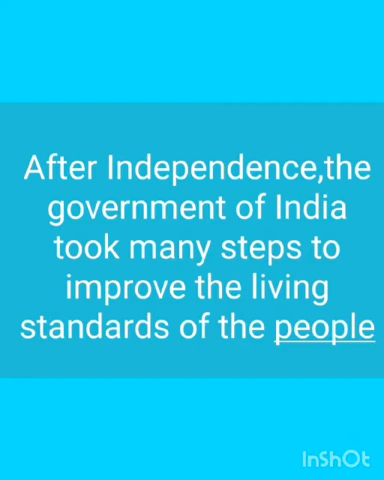 After Independence,the
government of India
took many steps to
improve the living
standards of the people
InShOt